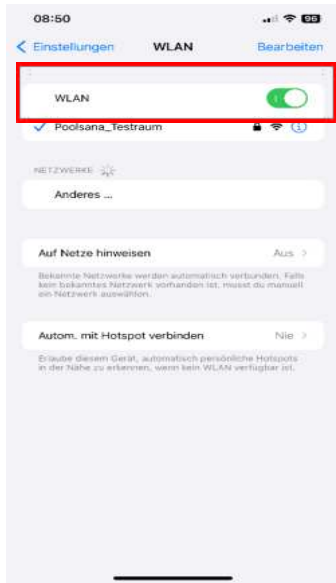 08:50
96
Einstellungen WLAN Bearbeiten
WLAN
Poolsana_Testraum
NETZWERKE
Anderes ...
Auf Netze hinweisen Aus
Bekannte Netzwerke werden automatisch verbunden. Falls
kein bekanntes Netzwerk vorhanden ist, musst du manuell
ein Netzwerk auswählen.
Autom. mit Hotspot verbinden Nie
Erlaube diesem Gerät, automatisch persönliche Hotspots
in der Nähe zu erkennen, wenn kein WLAN verfügbar ist.